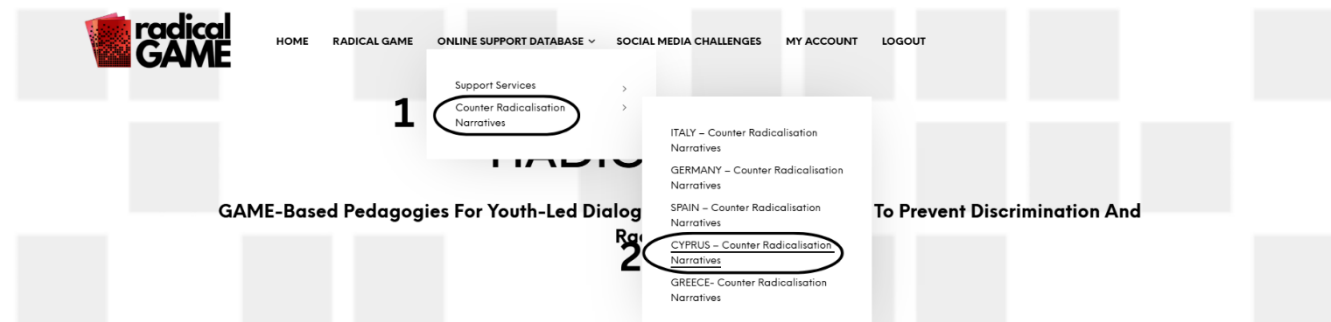 radical
GAME
HOME RADICAL GAME ONLINE SUPPORT DATABASE SOCIAL MEDIA CHALLENGES MY ACCOUNT LOGOUT
Support Services
1
Counter Radicalisation
Narratives
ITALY – Counter Radicalisation
Narratives
GERMANY – Counter Radicalisation
Narratives
SPAIN – Counter Radicalisation
Narratives
GAME-Based Pedagogies For Youth-Led To Prevent Discrimination And
2
CYPRUS – Counter Radicalisation
Narratives
GREECE- Counter Radicalisation
Narratives